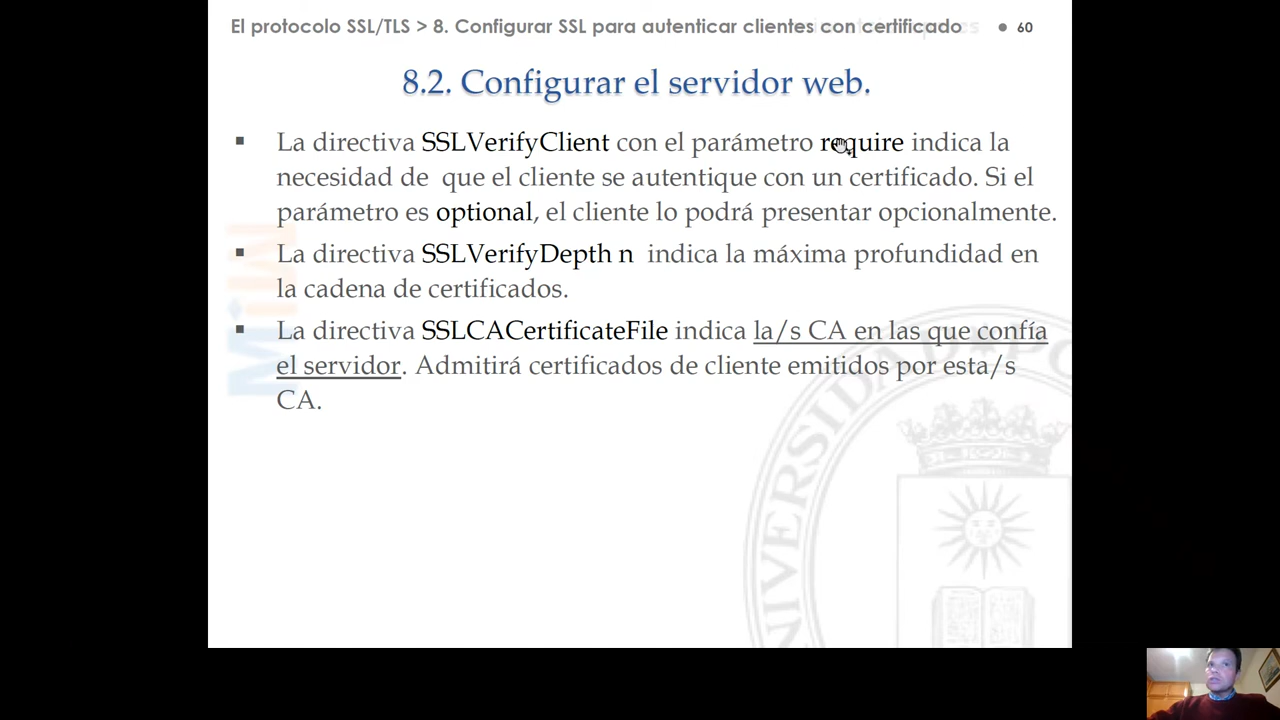 El protocolo SSL/TLS > 8. Configurar SSL para autenticar clientes con certificado • 60
8.2. Configurar el servidor web.
▪ La directiva SSLVerifyClient con el parámetro require indica la
necesidad de que el cliente se autentique con un certificado. Si el
parámetro es optional, el cliente lo podrá presentar opcionalmente.
▪ La directiva SSLVerifyDepth n indica la máxima profundidad en
la cadena de certificados.
▪ La directiva SSLCACertificateFile indica la/s CA en las que confía
el servidor. Admitirá certificados de cliente emitidos por esta/s
CA.
UNIVERSIDAD PO